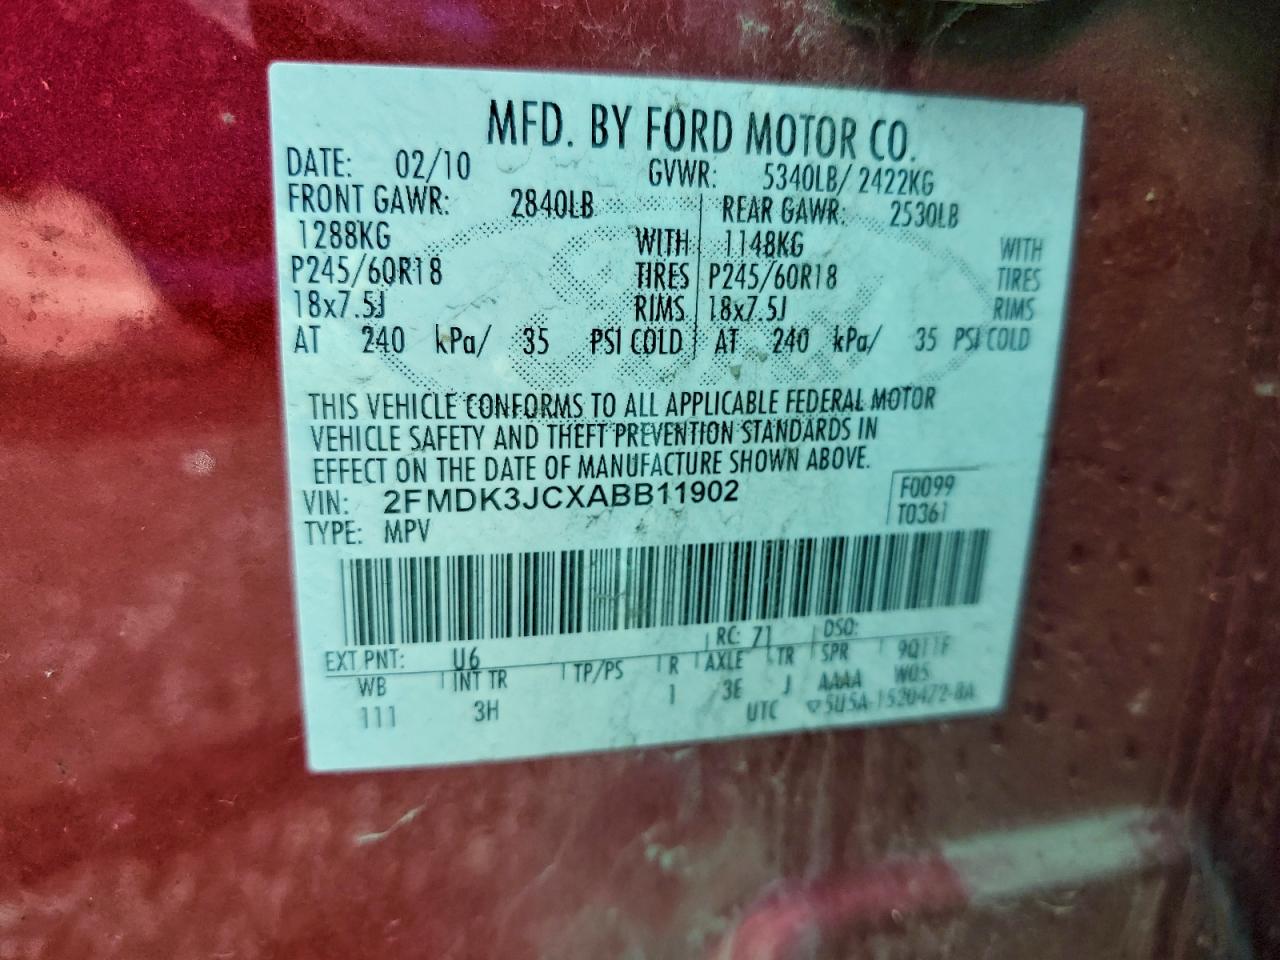 MFD. BY FORD MOTOR CO.
DATE: 02/10 GVWR: 5340LB/ 2422KG
FRONT GAWR: 2840LB REAR GAWR: 2530LB
1288KG WITH 1148KG WITH
P245/60R18 TIRES P245/60R18 TIRES
18x7.5J RIMS 18x7.5J RIMS
AT 240 kPa/ 35 PSI COLD AT 240 kPa/ 35 PSI COLD
THIS VEHICLE CONFORMS TO ALL APPLICABLE FEDERAL MOTOR
VEHICLE SAFETY AND THEFT PREVENTION STANDARDS IN
EFFECT ON THE DATE OF MANUFACTURE SHOWN ABOVE.
VIN: 2FMDK3JCXABB11902 F0099
TYPE: MPV T0361
EXT PNT: U6 RC: 71 DSO:
WB INT TR TP/PS R AXLE TR SPR 9Q11F
111 3H 1 3E J AAAA W05
UTC ▽5U5A-1520472-BA